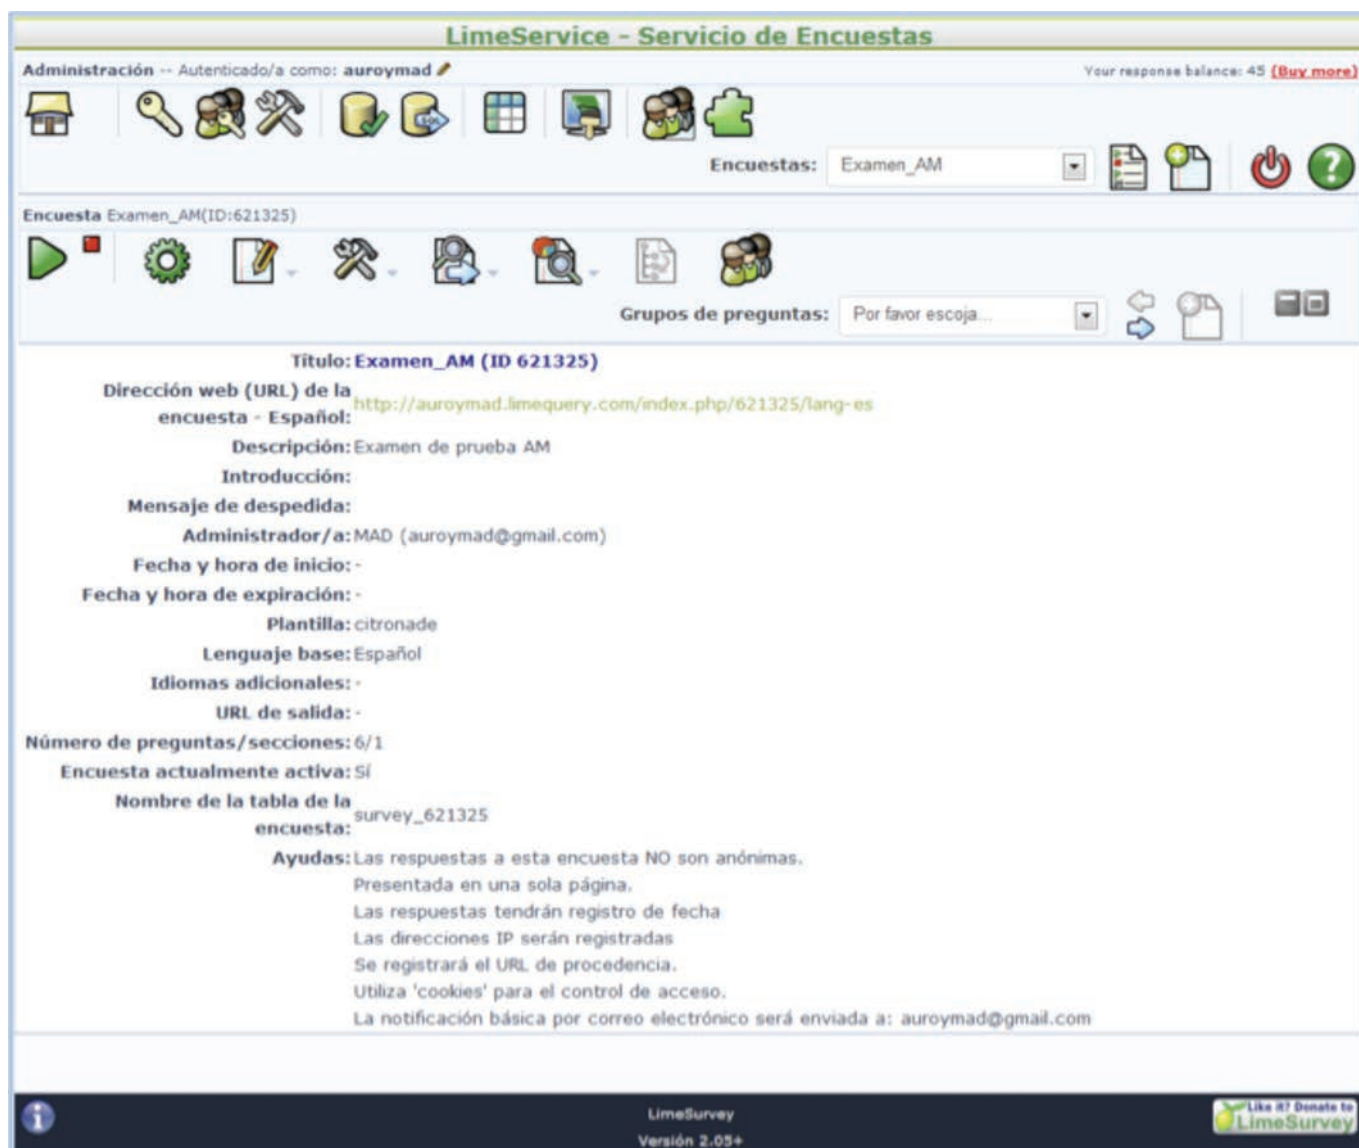 LimeService - Servicio de Encuestas
Administración -- Autenticado/a como: auroymad
Your response balance: 45 (Buy more)
SQL
Encuestas: Examen_AM
?
Encuesta Examen_AM(ID:621325)
Grupos de preguntas: Por favor escoja...
Título: Examen_AM (ID 621325)
Dirección web (URL) de la
encuesta - Español: http://auroymad.limequery.com/index.php/621325/lang-es
Descripción: Examen de prueba AM
Introducción:
Mensaje de despedida:
Administrador/a: MAD (auroymad@gmail.com)
Fecha y hora de inicio: -
Fecha y hora de expiración: -
Plantilla: citronade
Lenguaje base: Español
Idiomas adicionales: -
URL de salida: -
Número de preguntas/secciones: 6/1
Encuesta actualmente activa: Sí
Nombre de la tabla de la
encuesta: survey_621325
Ayudas: Las respuestas a esta encuesta NO son anónimas.
Presentada en una sola página.
Las respuestas tendrán registro de fecha
Las direcciones IP serán registradas
Se registrará el URL de procedencia.
Utiliza 'cookies' para el control de acceso.
La notificación básica por correo electrónico será enviada a: auroymad@gmail.com
i
LimeSurvey
Versión 2.05+
Like it? Donate to
LimeSurvey